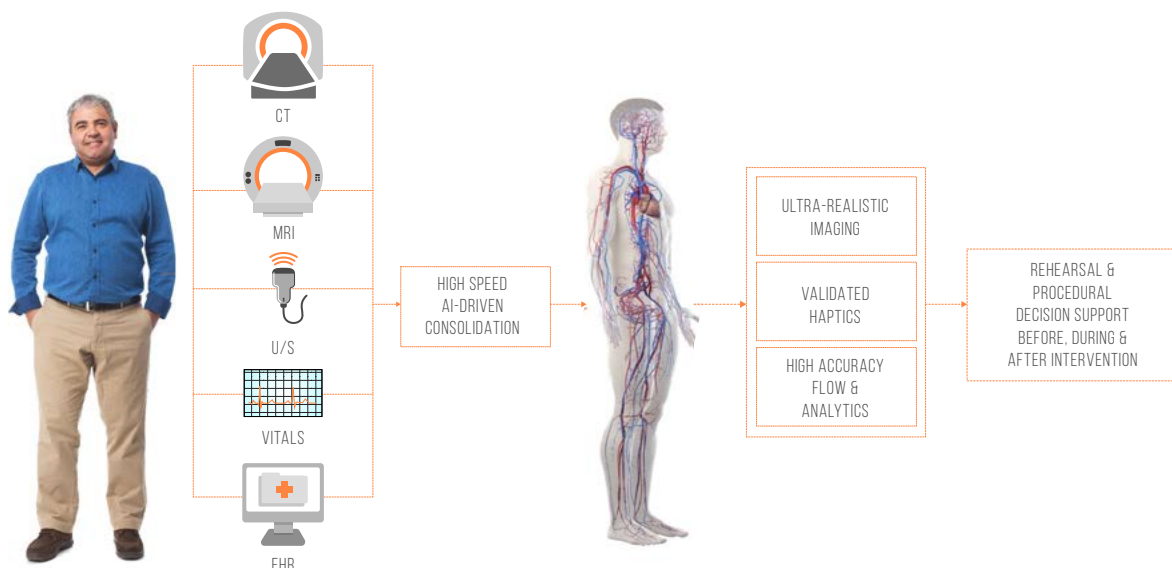 CT
MRI
U/S
VITALS
EHR
HIGH SPEED
AI-DRIVEN
CONSOLIDATION
ULTRA-REALISTIC
IMAGING
VALIDATED
HAPTICS
HIGH ACCURACY
FLOW &
ANALYTICS
REHEARSAL &
PROCEDURAL
DECISION SUPPORT
BEFORE, DURING &
AFTER INTERVENTION